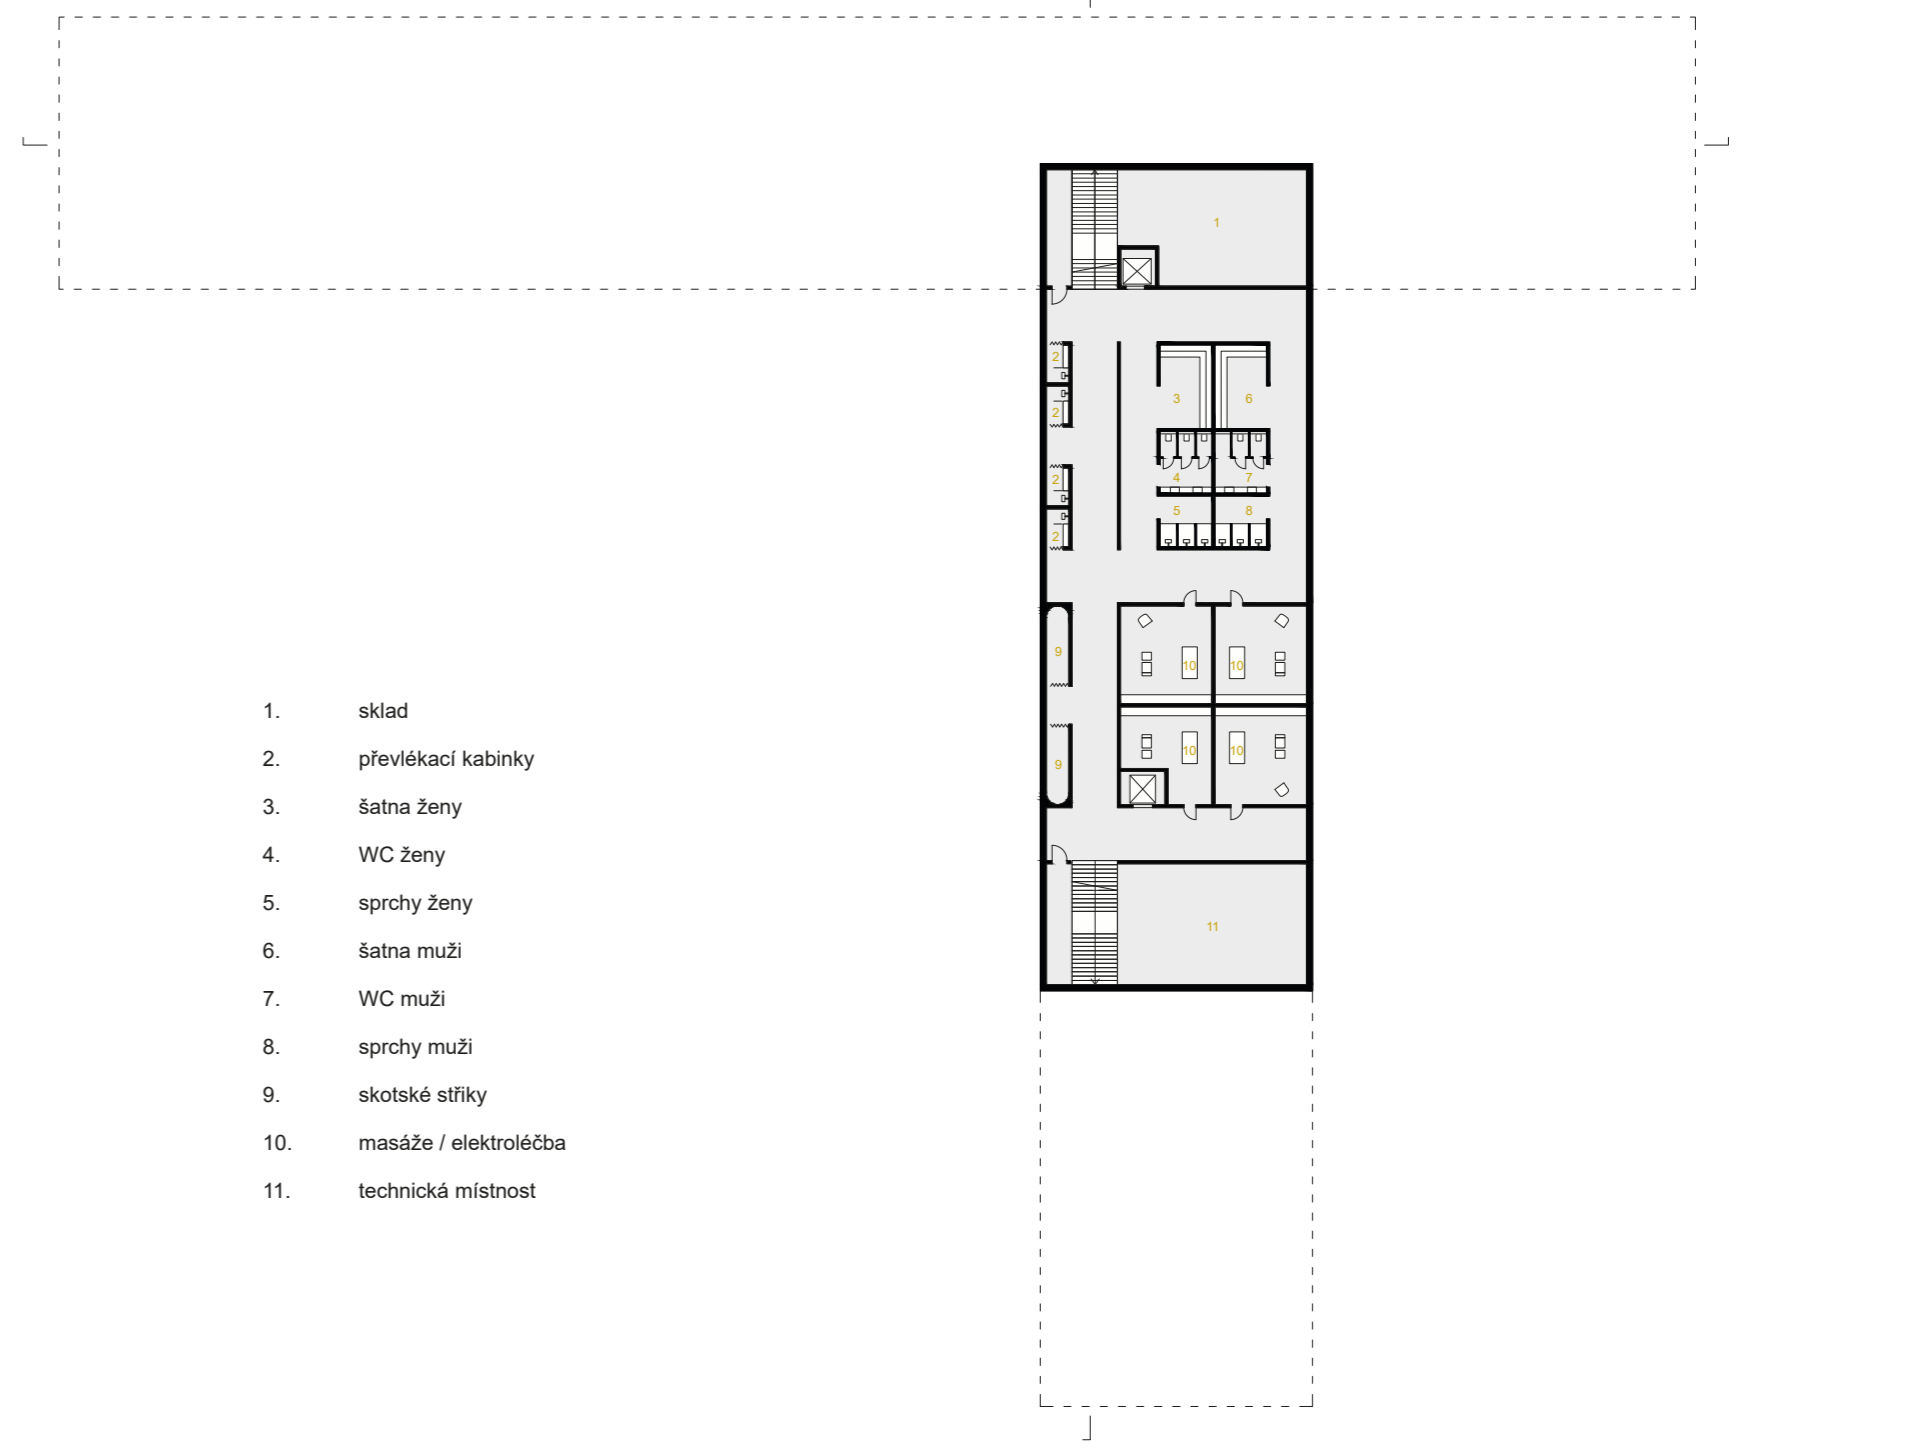 1
2
2
3
6
2
4
7
5
8
2
9
10
10
10
10
9
11
1. sklad
2. převlékací kabinky
3. šatna ženy
4. WC ženy
5. sprchy ženy
6. šatna muži
7. WC muži
8. sprchy muži
9. skotské střiky
10. masáže / elektroléčba
11. technická místnost